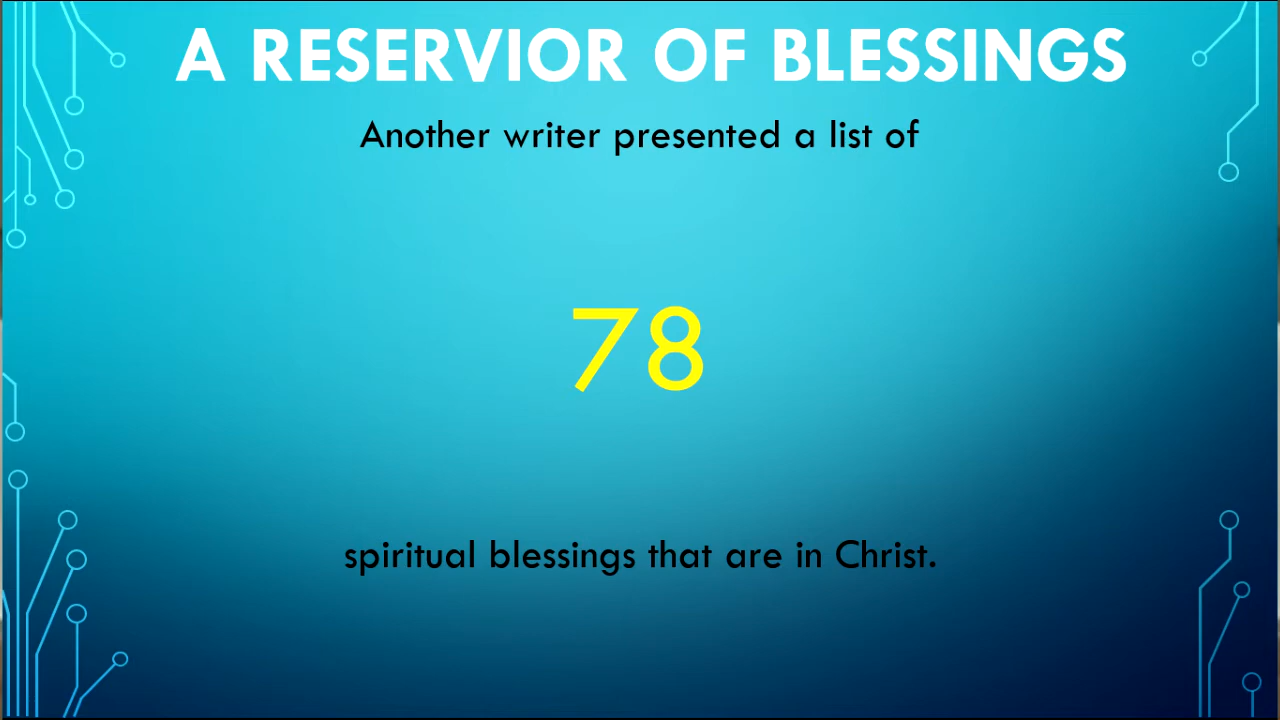 A RESERVIOR OF BLESSINGS
Another writer presented a list of
78
spiritual blessings that are in Christ.